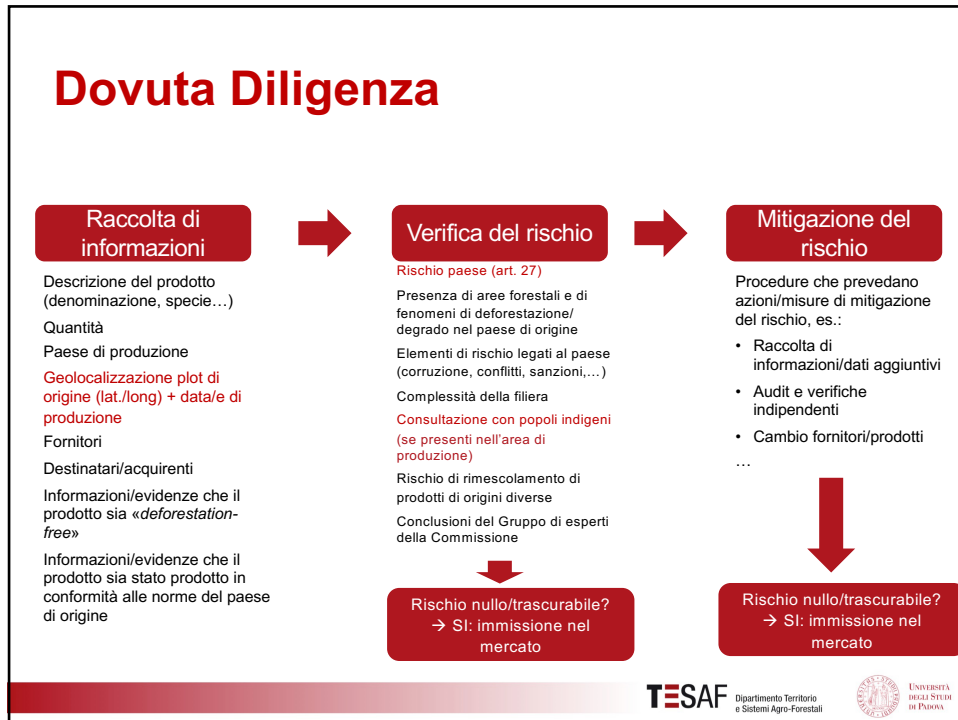 Dovuta Diligenza
Raccolta di
informazioni
Descrizione del prodotto
(denominazione, specie…)
Quantità
Paese di produzione
Geolocalizzazione plot di
origine (lat./long) + data/e di
produzione
Fornitori
Destinatari/acquirenti
Informazioni/evidenze che il
prodotto sia «deforestation-
free»
Informazioni/evidenze che il
prodotto sia stato prodotto in
conformità alle norme del paese
di origine
Verifica del rischio
Rischio paese (art. 27)
Presenza di aree forestali e di
fenomeni di deforestazione/
degrado nel paese di origine
Elementi di rischio legati al paese
(corruzione, conflitti, sanzioni,…)
Complessità della filiera
Consultazione con popoli indigeni
(se presenti nell'area di
produzione)
Rischio di rimescolamento di
prodotti di origini diverse
Conclusioni del Gruppo di esperti
della Commissione
Rischio nullo/trascurabile?
→ SI: immissione nel
mercato
Mitigazione del
rischio
Procedure che prevedano
azioni/misure di mitigazione
del rischio, es.:
• Raccolta di
informazioni/dati aggiuntivi
• Audit e verifiche
indipendenti
• Cambio fornitori/prodotti
…
Rischio nullo/trascurabile?
→ SI: immissione nel
mercato
TESAF
Dipartimento Territorio
e Sistemi Agro-Forestali
UNIVERSITÀ
DEGLI STUDI
DI PADOVA